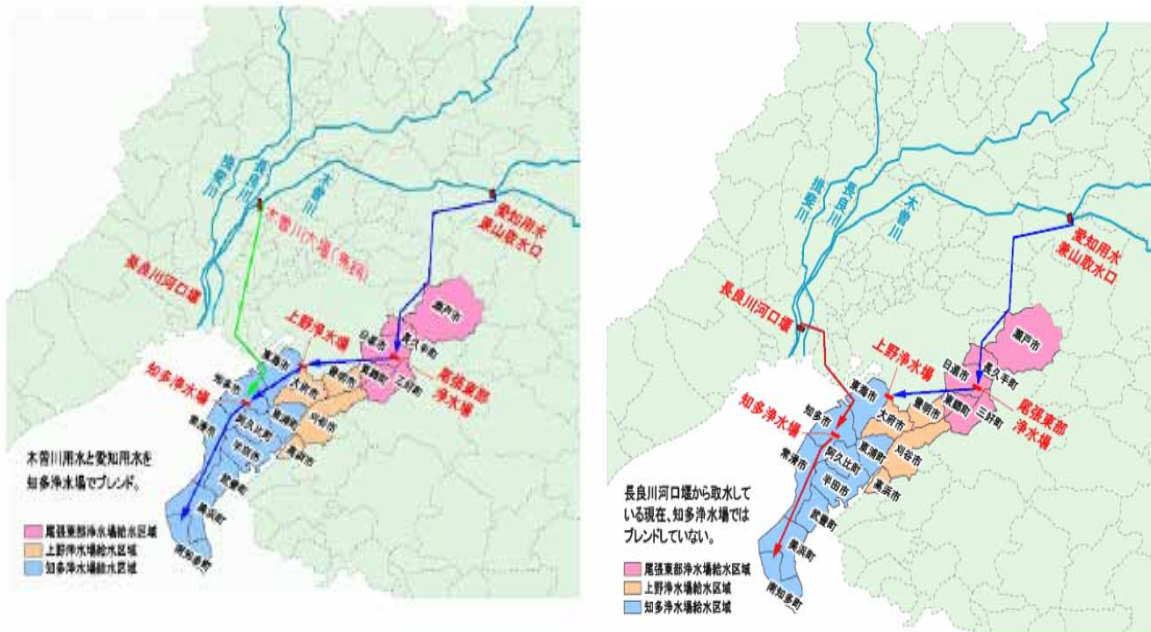 揖斐川
長良川
木曽川
木曽川大堰(馬飼)
愛知用水
兼山取水口
長良川河口堰
上野浄水場
知多浄水場
尾張東部
浄水場
瀬戸市
長久手町
日進市
東郷町
三好町
豊明市
大府市
刈谷市
高浜市
東海市
知多市
東浦町
阿久比町
常滑市
半田市
武豊町
美浜町
南知多町
木曽川用水と愛知用水を
知多浄水場でブレンド。
尾張東部浄水場給水区域
上野浄水場給水区域
知多浄水場給水区域
揖斐川
長良川
木曽川
愛知用水
兼山取水口
長良川河口堰
上野浄水場
知多浄水場
尾張東部
浄水場
瀬戸市
長久手町
日進市
東郷町
三好町
豊明市
大府市
刈谷市
高浜市
東海市
知多市
東浦町
阿久比町
常滑市
半田市
武豊町
美浜町
南知多町
長良川河口堰から取水して
いる現在、知多浄水場では
ブレンドしていない。
尾張東部浄水場給水区域
上野浄水場給水区域
知多浄水場給水区域